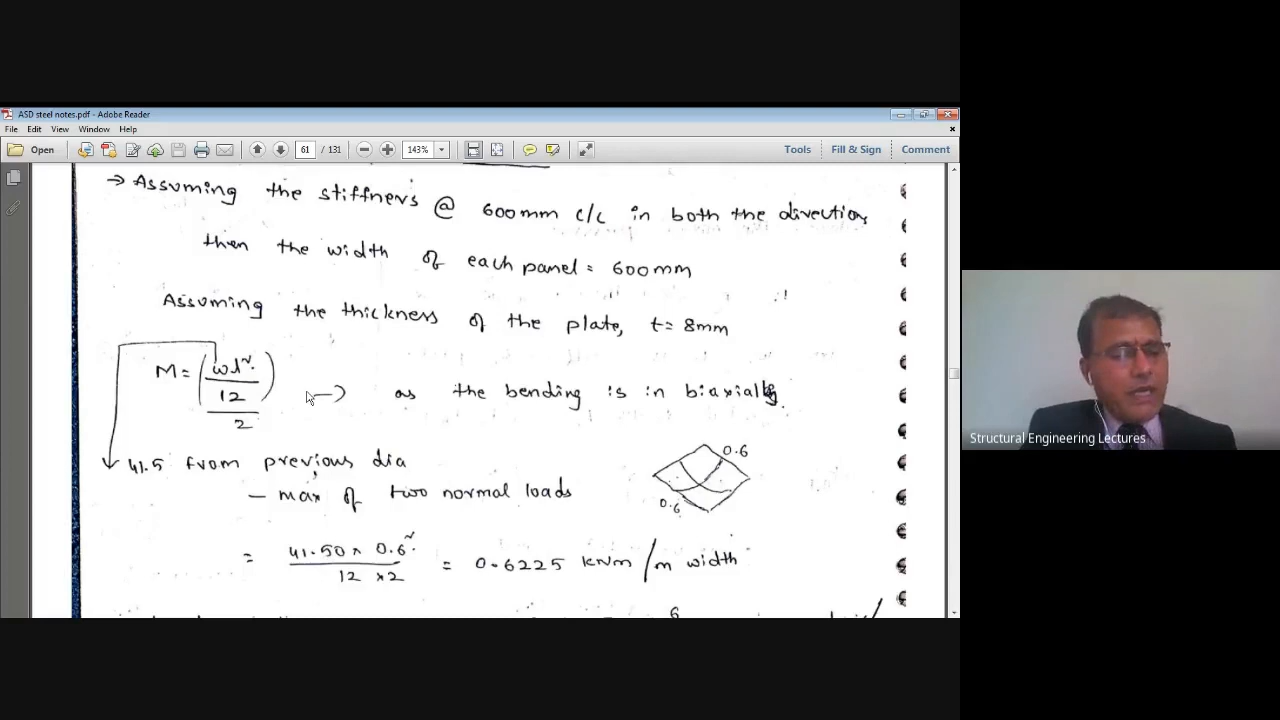 ASD steel notes.pdf - Adobe Reader
File Edit View Window Help
Open 61 / 131 143% Tools Fill & Sign Comment
→ Assuming the stiffners @ 600mm c/c in both the direction
then the width of each panel = 600mm
Assuming the thickness of the plate, t = 8mm
M = (wl²/12)/2 → as the bending is in biaxially
41.5 from previous dia
- max of two normal loads
0.6
0.6
= 41.50 x 0.6² / 12 x 2 = 0.6225 kNm/m width
6
Structural Engineering Lectures